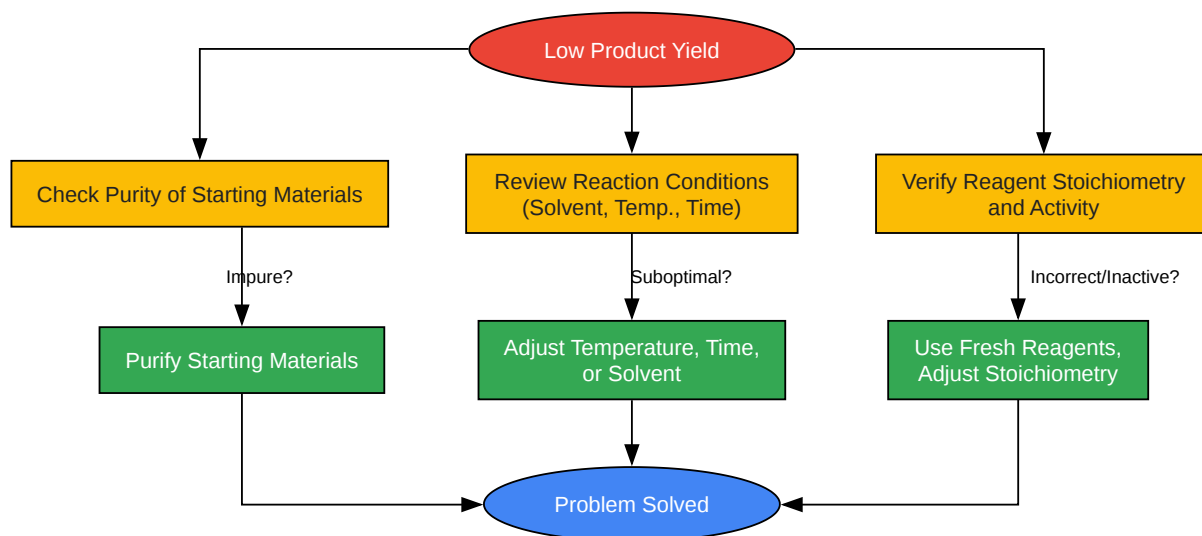 Low Product Yield
Check Purity of Starting Materials
Review Reaction Conditions
(Solvent, Temp., Time)
Verify Reagent Stoichiometry
and Activity
Impure?
Suboptimal?
Incorrect/Inactive?
Purify Starting Materials
Adjust Temperature, Time,
or Solvent
Use Fresh Reagents,
Adjust Stoichiometry
Problem Solved